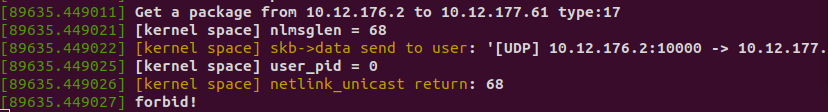 [89635.449011] Get a package from 10.12.176.2 to 10.12.177.61 type:17
[89635.449021] [kernel space] nlmsglen = 68
[89635.449022] [kernel space] skb->data send to user: '[UDP] 10.12.176.2:10000 -> 10.12.177.
[89635.449025] [kernel space] user_pid = 0
[89635.449026] [kernel space] netlink_unicast return: 68
[89635.449027] forbid!